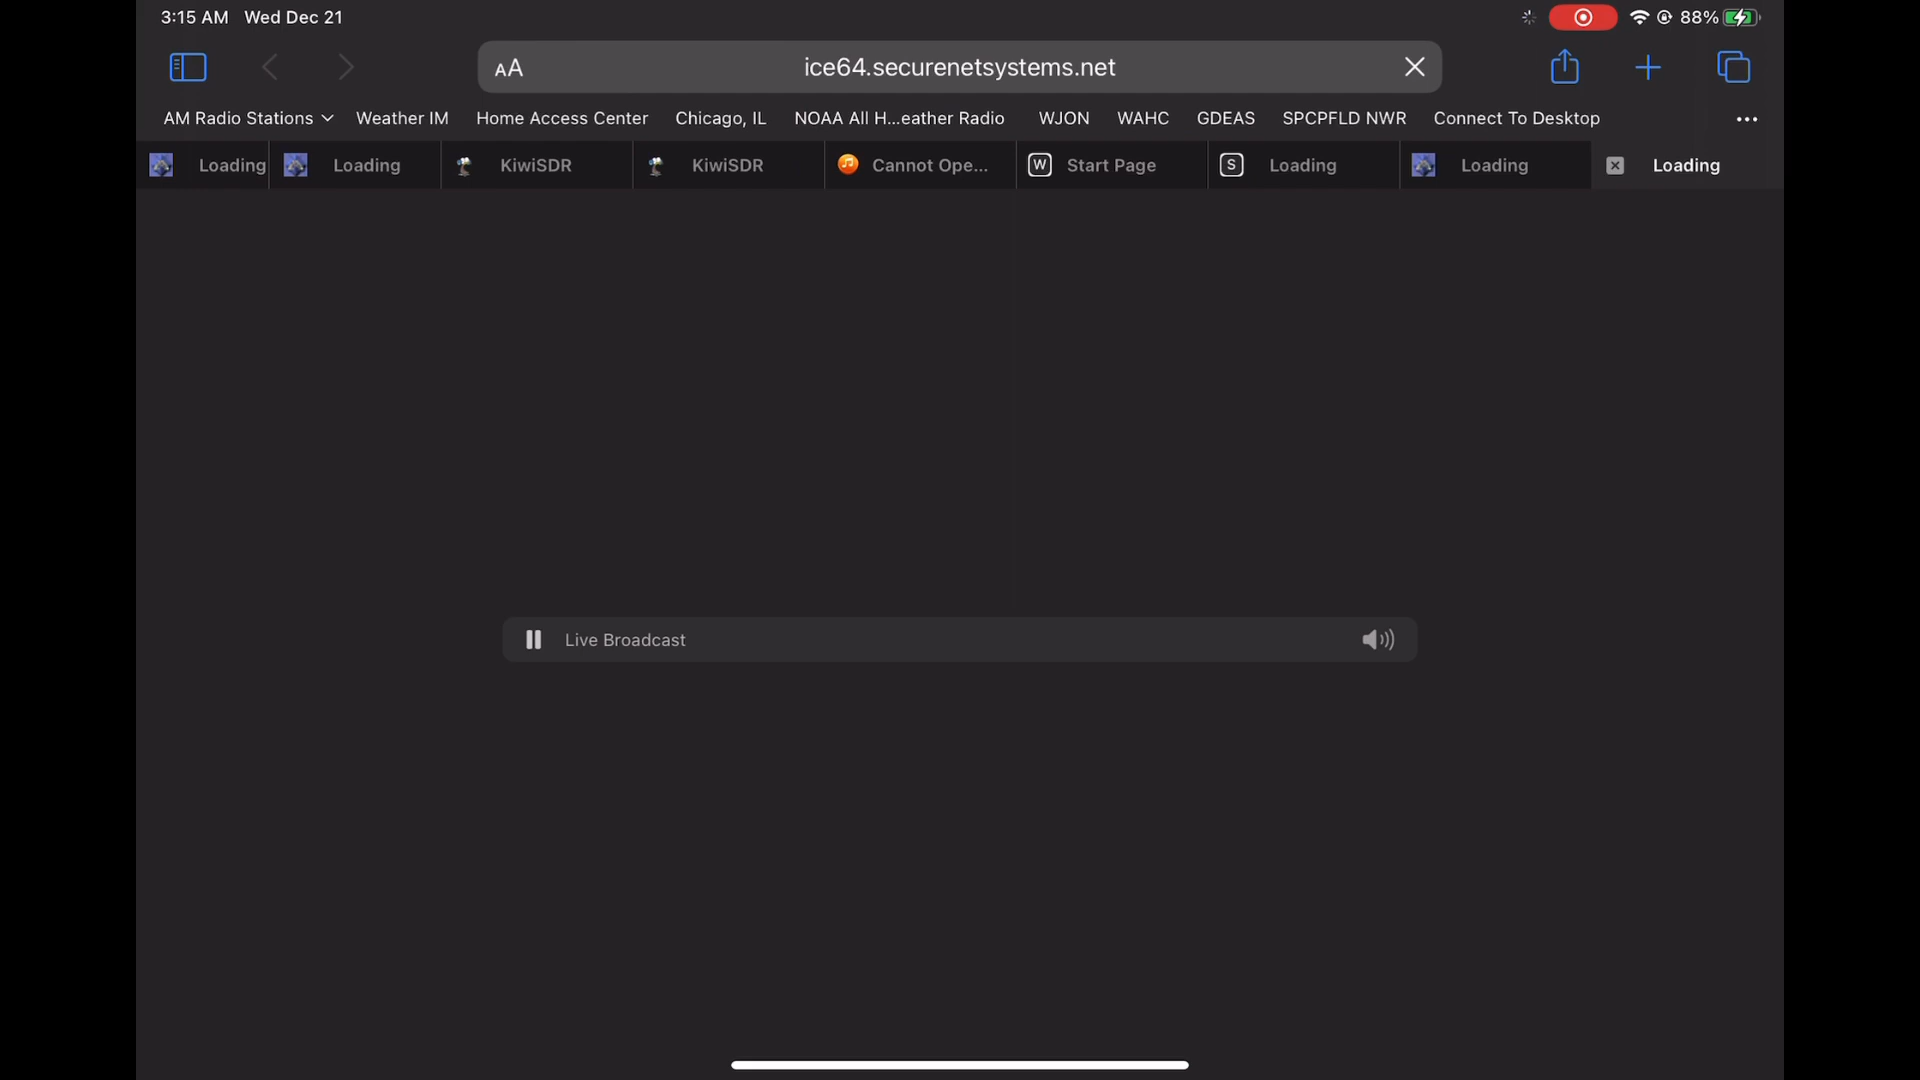 3:15 AM Wed Dec 21
88%
AA
ice64.securenetsystems.net
AM Radio Stations Weather IM Home Access Center Chicago, IL NOAA All H...eather Radio WJON WAHC GDEAS SPCPFLD NWR Connect To Desktop
Loading Loading KiwiSDR KiwiSDR Cannot Ope... W Start Page S Loading Loading Loading
Live Broadcast